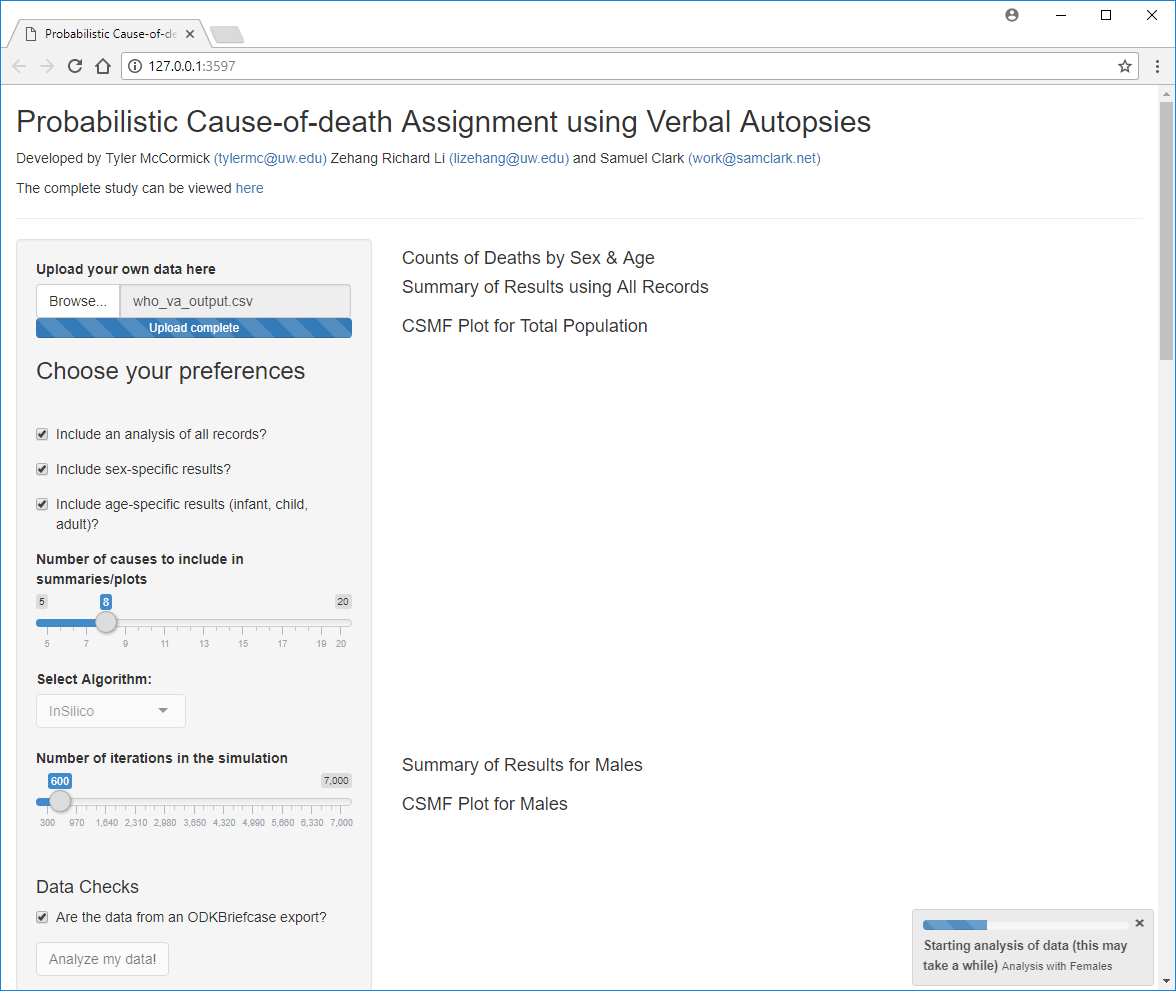 Probabilistic Cause-of-de
127.0.0.1:3597
Probabilistic Cause-of-death Assignment using Verbal Autopsies
Developed by Tyler McCormick (tylermc@uw.edu) Zehang Richard Li (lizehang@uw.edu) and Samuel Clark (work@samclark.net)
The complete study can be viewed here
Upload your own data here
Browse... who_va_output.csv
Upload complete
Choose your preferences
Include an analysis of all records?
Include sex-specific results?
Include age-specific results (infant, child,
adult)?
Number of causes to include in
summaries/plots
5 8 20
5 7 9 11 13 15 17 19 20
Select Algorithm:
InSilico
Number of iterations in the simulation
600 7,000
300 970 1,640 2,310 2,980 3,650 4,320 4,990 5,660 6,330 7,000
Data Checks
Are the data from an ODKBriefcase export?
Analyze my data!
Counts of Deaths by Sex & Age
Summary of Results using All Records
CSMF Plot for Total Population
Summary of Results for Males
CSMF Plot for Males
Starting analysis of data (this may
take a while) Analysis with Females